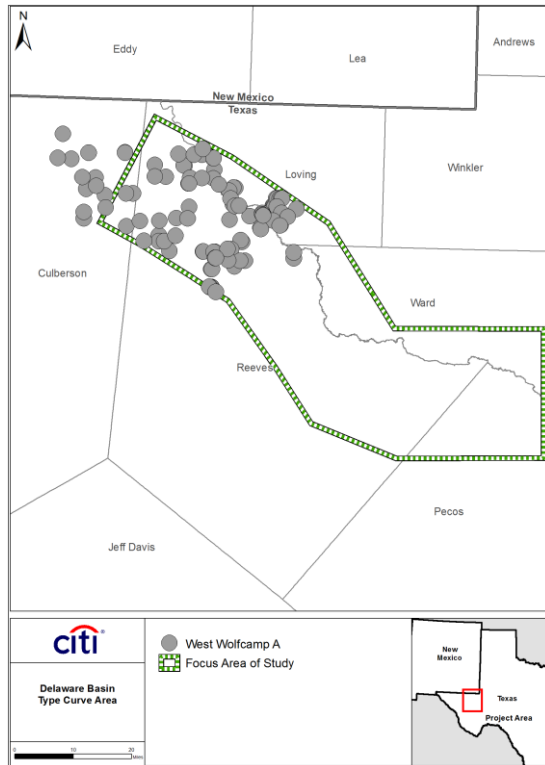 N
Eddy
Lea
Andrews
New Mexico
Texas
Loving
Winkler
Culberson
Ward
Reeves
Pecos
Jeff Davis
citi®
Delaware Basin
Type Curve Area
0 10 20
Miles
West Wolfcamp A
Focus Area of Study
New
Mexico
Texas
Project Area